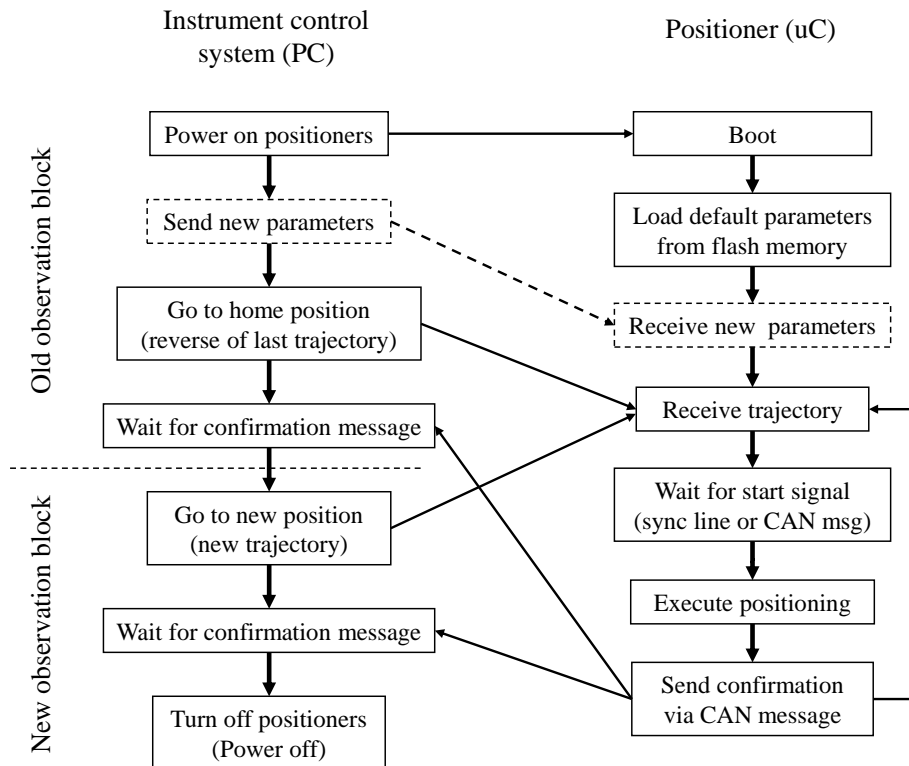 Instrument control
system (PC)
Positioner (uC)
Old observation block
Power on positioners
Boot
Send new parameters
Load default parameters
from flash memory
Go to home position
(reverse of last trajectory)
Receive new parameters
Wait for confirmation message
Receive trajectory
New observation block
Go to new position
(new trajectory)
Wait for start signal
(sync line or CAN msg)
Wait for confirmation message
Execute positioning
Turn off positioners
(Power off)
Send confirmation
via CAN message